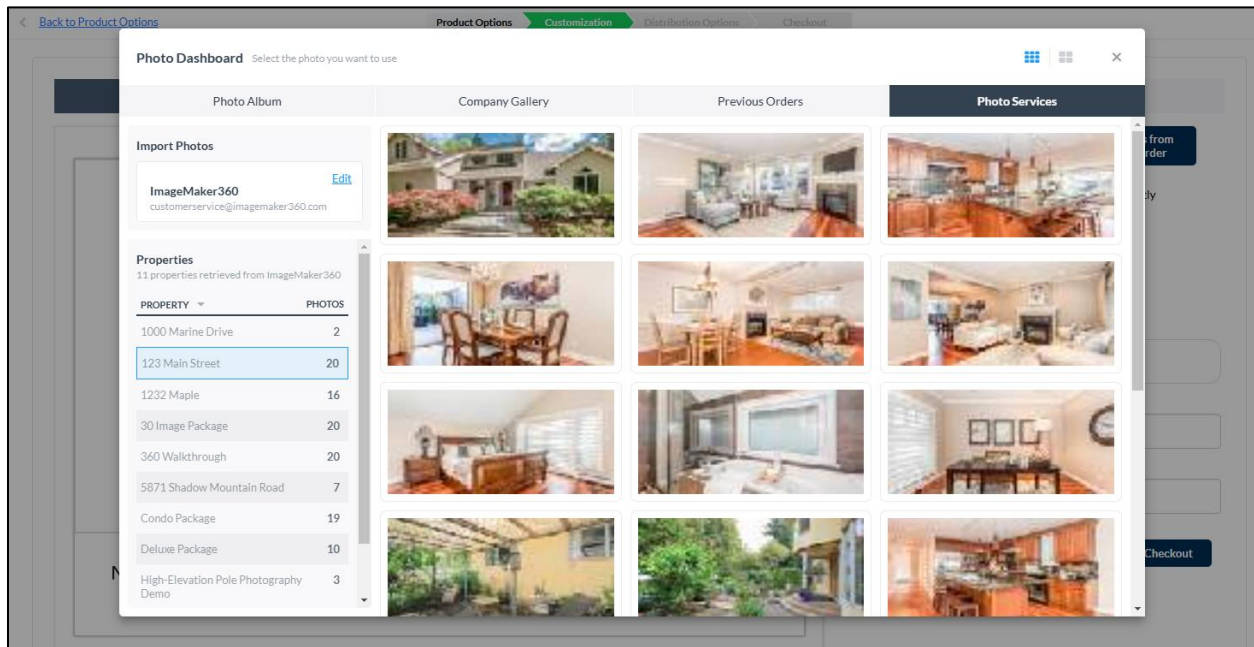 Back to Product Options
Product Options
Customization
Distribution Options
Checkout
Photo Dashboard Select the photo you want to use
Photo Album
Company Gallery
Previous Orders
Photo Services
Import Photos
Edit
ImageMaker360
customerservice@imagemaker360.com
Properties
11 properties retrieved from ImageMaker360
PROPERTY PHOTOS
1000 Marine Drive 2
123 Main Street 20
1232 Maple 16
30 Image Package 20
360 Walkthrough 20
5871 Shadow Mountain Road 7
Condo Package 19
Deluxe Package 10
High-Elevation Pole Photography 3
Demo
from
Checkout